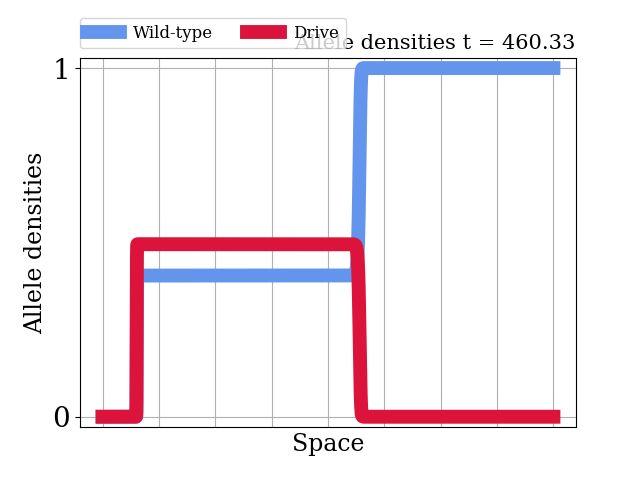 Wild-type Drive
Allele densities t = 460.33
1
Allele densities
0
Space